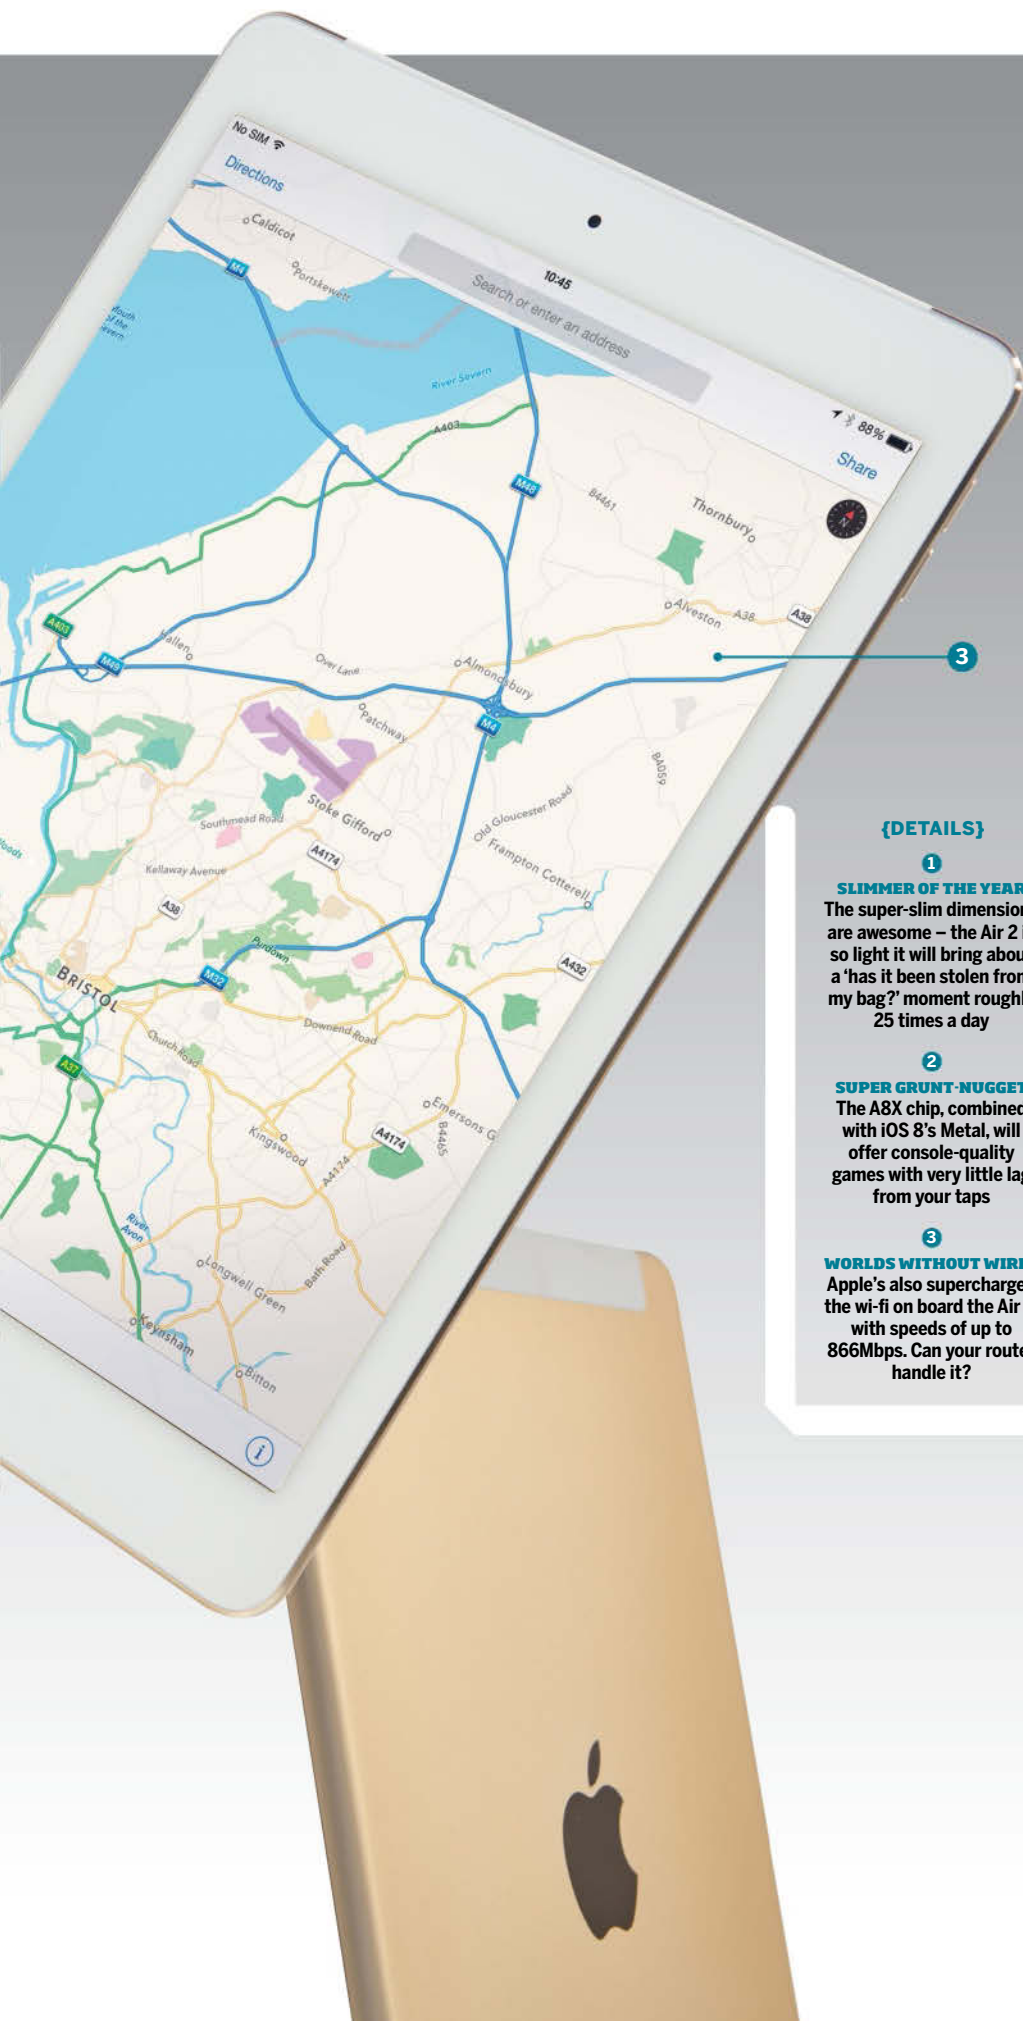 No SIM
Directions
10:45
Search or enter an address
88%
Share
Caldicot
Portskewett
M4
Mouth
of the
Severn
River Severn
A403
M48
B4461
Thornbury
N
Alveston
A38
A38
3
A403
M49
Hallen
Over Lane
Almondsbury
Patchway
M4
B4059
Stoke Gifford
Southmead Road
Old Gloucester Road
Frampton Cotterell
A4174
Kellaway Avenue
A38
Purdown
A432
M32
BRISTOL
Downend Road
Church Road
A37
Kingswood
Emersons G
A4174
B4465
A4174
River
Avon
Longwell Green
Bath Road
Keynsham
Bitton
i
{DETAILS}
1
SLIMMER OF THE YEAR
The super-slim dimension
are awesome – the Air 2 i
so light it will bring abou
a ‘has it been stolen from
my bag?’ moment roughl
25 times a day
2
SUPER GRUNT-NUGGET
The A8X chip, combined
with iOS 8’s Metal, will
offer console-quality
games with very little lag
from your taps
3
WORLDS WITHOUT WIRE
Apple’s also supercharge
the wi-fi on board the Air
with speeds of up to
866Mbps. Can your route
handle it?